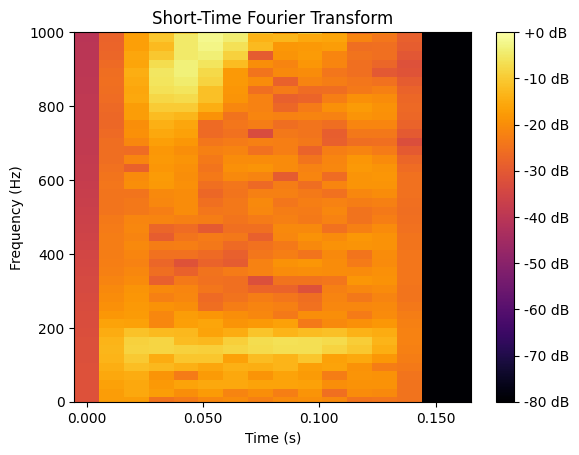 Short-Time Fourier Transform
1000
800
600
400
200
0
Frequency (Hz)
0.000
0.050
0.100
0.150
Time (s)
+0 dB
-10 dB
-20 dB
-30 dB
-40 dB
-50 dB
-60 dB
-70 dB
-80 dB